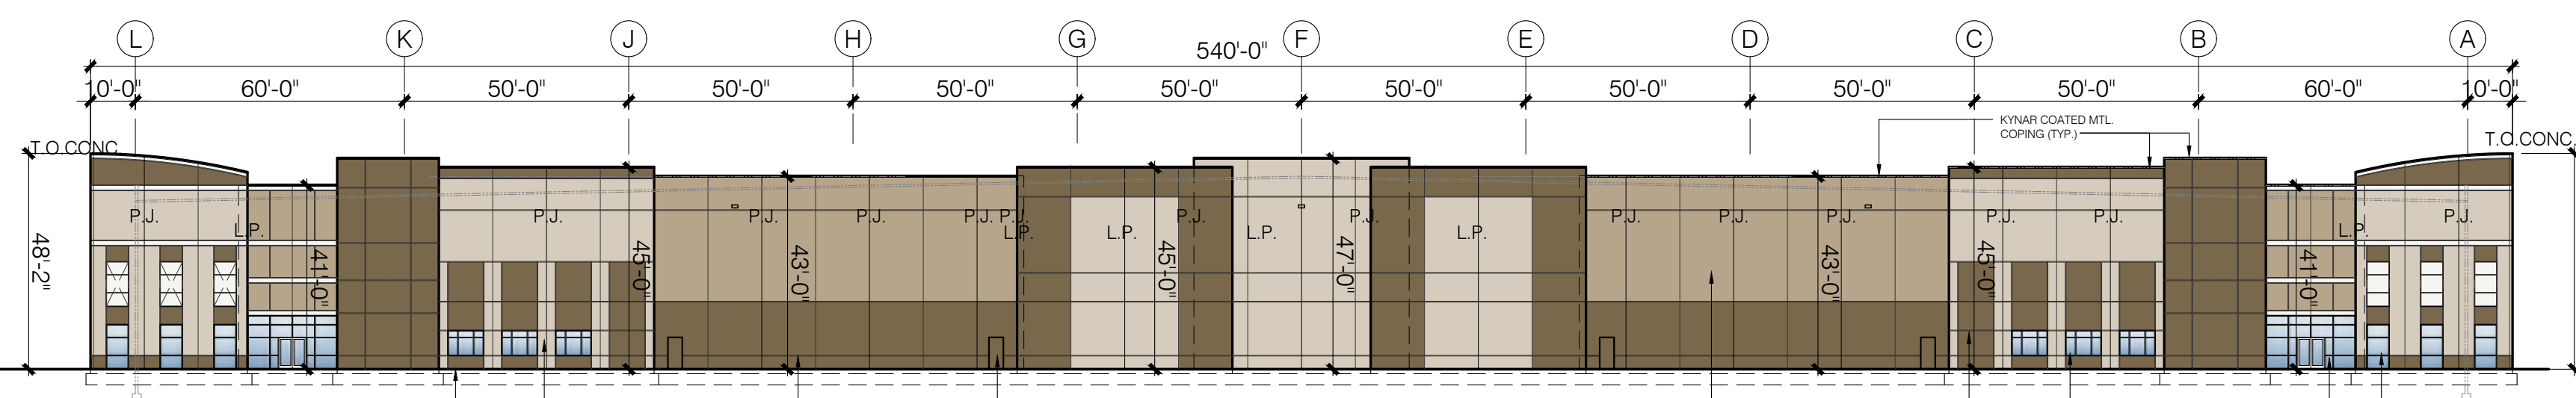 L K J H G F E D C B A
540'-0"
10'-0" 60'-0" 50'-0" 50'-0" 50'-0" 50'-0" 50'-0" 50'-0" 50'-0" 50'-0" 60'-0" 10'-0"
KYNAR COATED MTL.
COPING (TYP.)
T.O.CONC T.O.CONC.
P.J. P.J. P.J. P.J. P.J. P.J. P.J. P.J. P.J. P.J. P.J. P.J. P.J. P.J.
L.P. L.P. L.P. L.P. L.P. L.P.
48'-2" 41'-0" 45'-0" 43'-0" 45'-0" 47'-0" 43'-0" 45'-0" 41'-0"